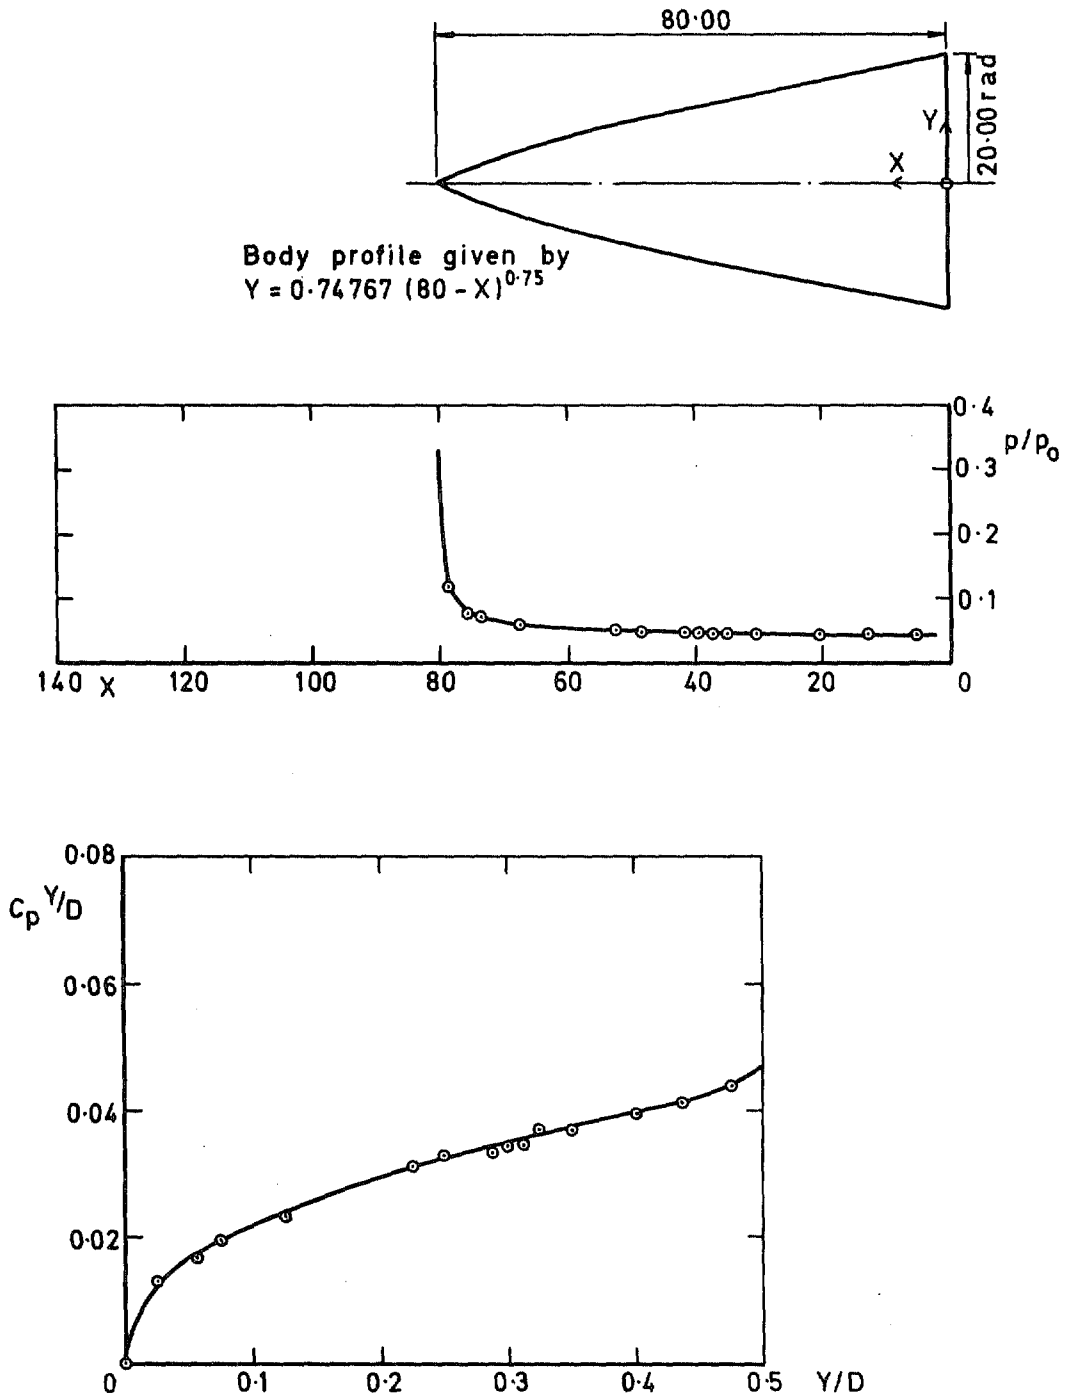 80·00
20·00 rad
Y
X
Body profile given by
Y = 0·74767 (80 - X)^0·75
0·4
p/p₀
0·3
0·2
0·1
140 X 120 100 80 60 40 20 0
0·08
Cp Y/D
0·06
0·04
0·02
0 0·1 0·2 0·3 0·4 0·5 Y/D